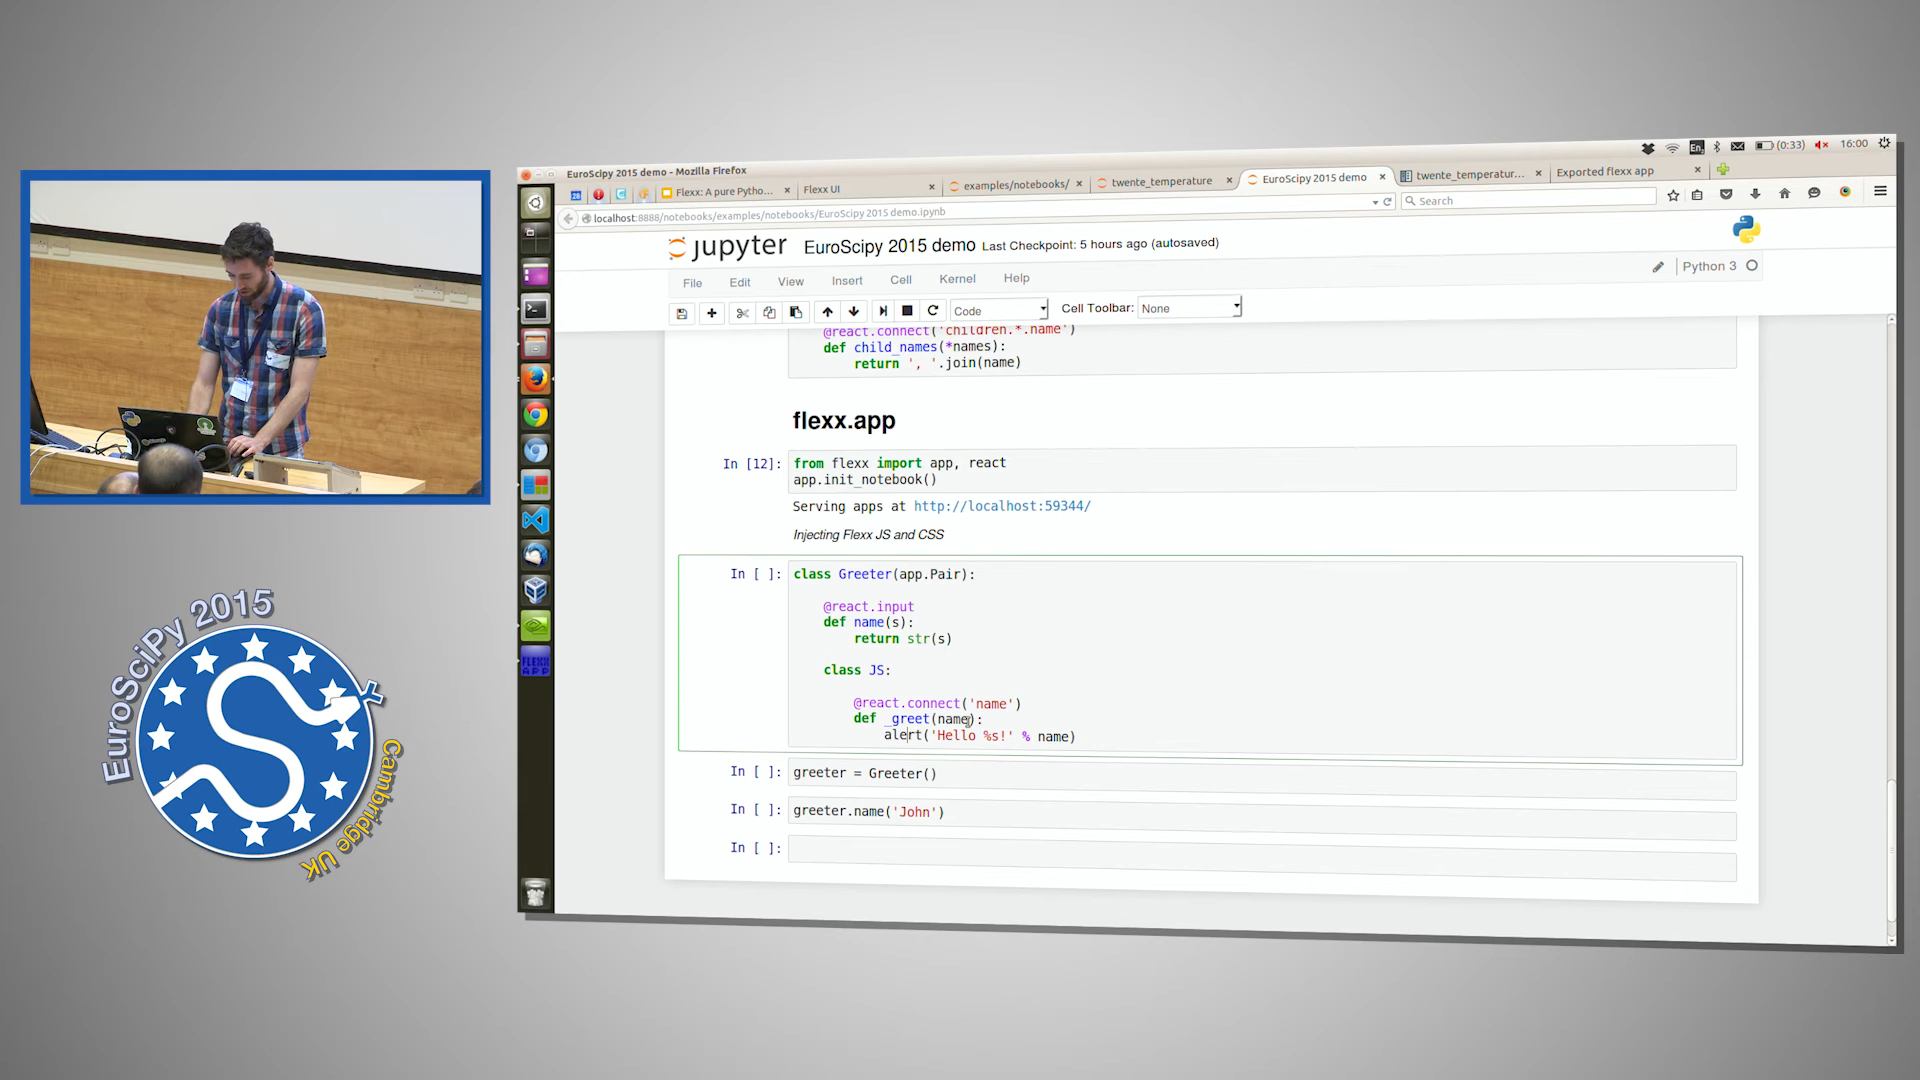 EuroSciPy 2015
Cambridge UK
EuroScipy 2015 demo - Mozilla Firefox
En
(0:33)
16:00
28
Flexx: A pure Pytho...
Flexx UI
examples/notebooks/
twente_temperature
EuroScipy 2015 demo
twente_temperatur...
Exported flexx app
localhost:8888/notebooks/examples/notebooks/EuroScipy 2015 demo.ipynb
Search
jupyter EuroScipy 2015 demo Last Checkpoint: 5 hours ago (autosaved)
File Edit View Insert Cell Kernel Help
Python 3
Code
Cell Toolbar: None
@react.connect('children.*.name')
def child_names(*names):
return ', '.join(name)
flexx.app
In [12]: from flexx import app, react
app.init_notebook()
Serving apps at http://localhost:59344/
Injecting Flexx JS and CSS
In [ ]: class Greeter(app.Pair):
@react.input
def name(s):
return str(s)
class JS:
@react.connect('name')
def _greet(name):
alert('Hello %s!' % name)
In [ ]: greeter = Greeter()
In [ ]: greeter.name('John')
In [ ]:
FLEXX
APP